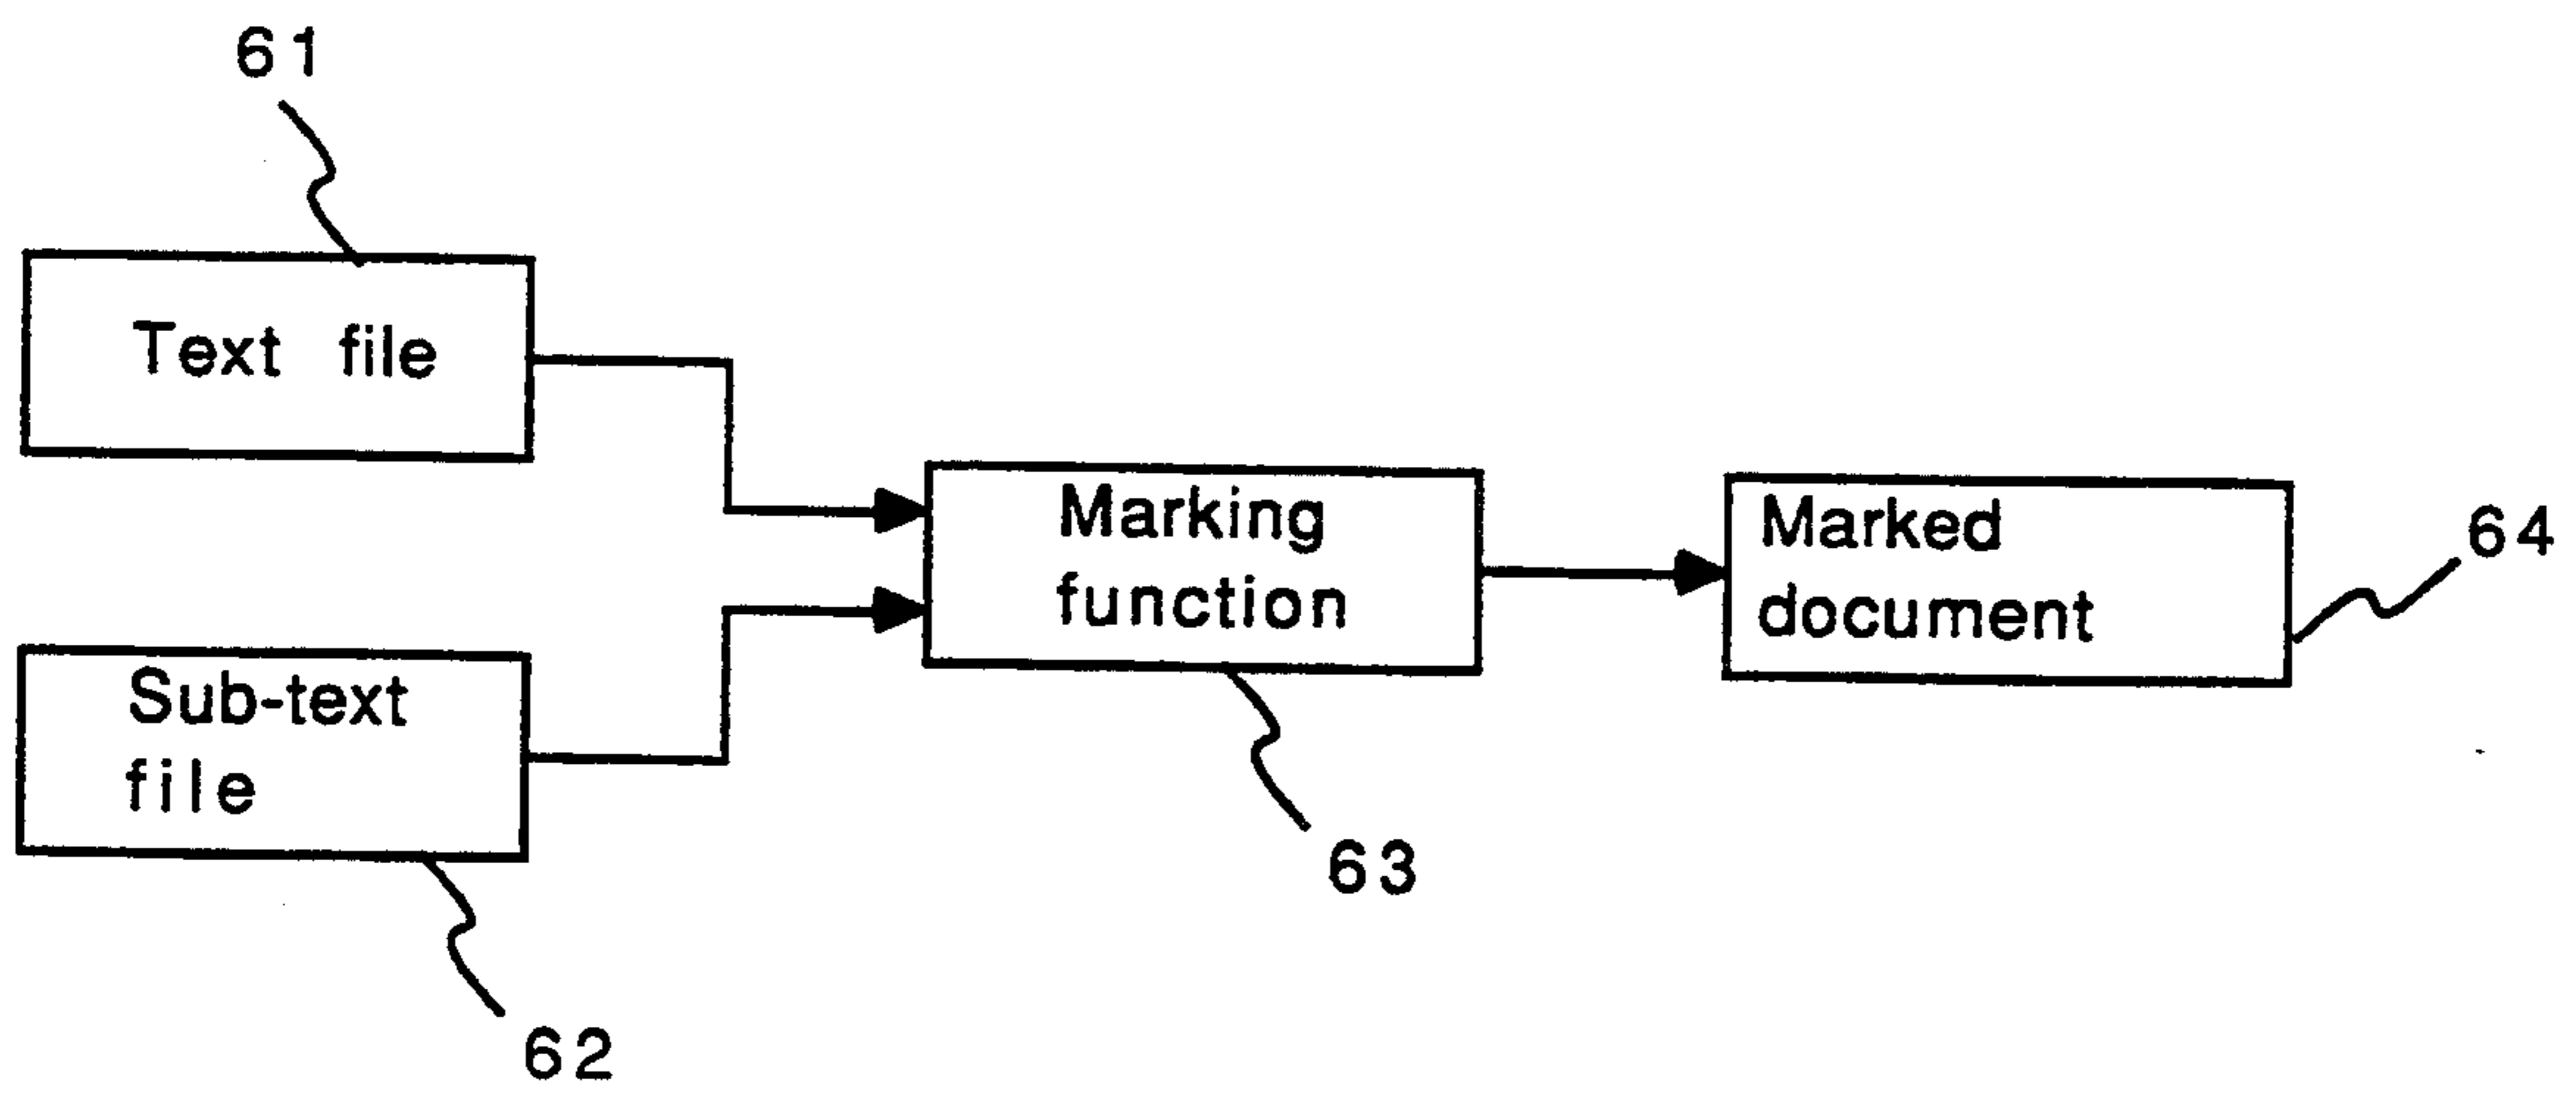 61
Text file
Sub-text
file
62
Marking
function
63
Marked
document
64